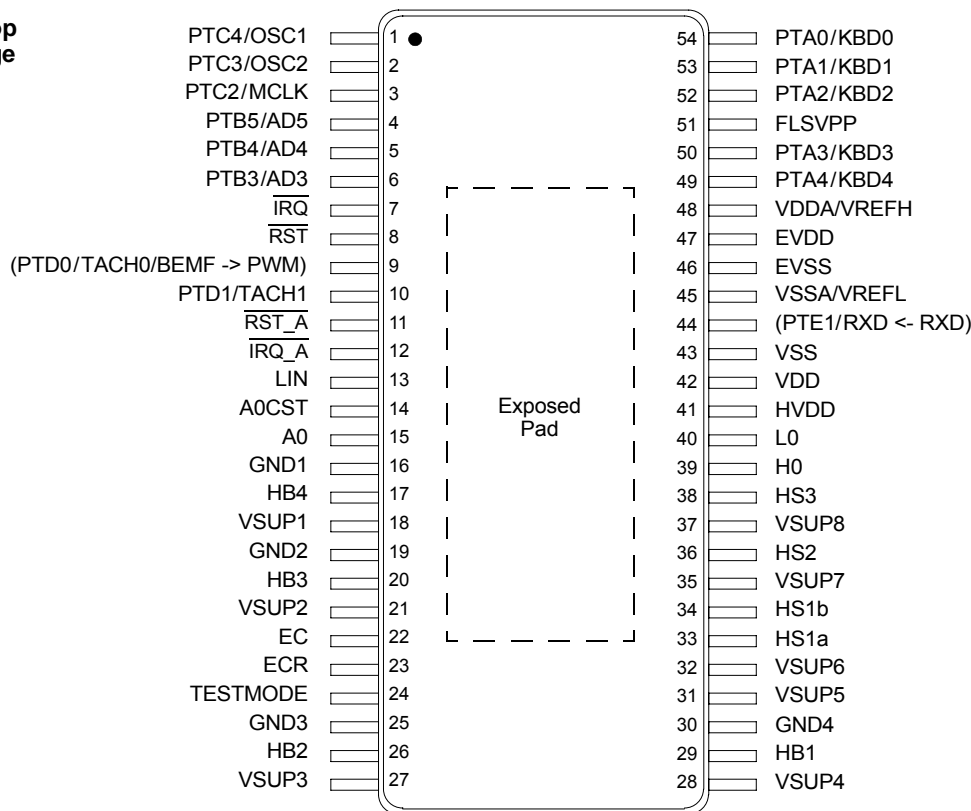 PTC4/OSC1 1 54 PTA0/KBD0
PTC3/OSC2 2 53 PTA1/KBD1
PTC2/MCLK 3 52 PTA2/KBD2
PTB5/AD5 4 51 FLSVPP
PTB4/AD4 5 50 PTA3/KBD3
PTB3/AD3 6 49 PTA4/KBD4
IRQ 7 48 VDDA/VREFH
RST 8 47 EVDD
(PTD0/TACH0/BEMF -> PWM) 9 46 EVSS
PTD1/TACH1 10 45 VSSA/VREFL
RST_A 11 44 (PTE1/RXD <- RXD)
IRQ_A 12 43 VSS
LIN 13 42 VDD
A0CST 14 41 HVDD
A0 15 40 L0
GND1 16 39 H0
HB4 17 38 HS3
VSUP1 18 37 VSUP8
GND2 19 36 HS2
HB3 20 35 VSUP7
VSUP2 21 34 HS1b
EC 22 33 HS1a
ECR 23 32 VSUP6
TESTMODE 24 31 VSUP5
GND3 25 30 GND4
HB2 26 29 HB1
VSUP3 27 28 VSUP4
Exposed
Pad